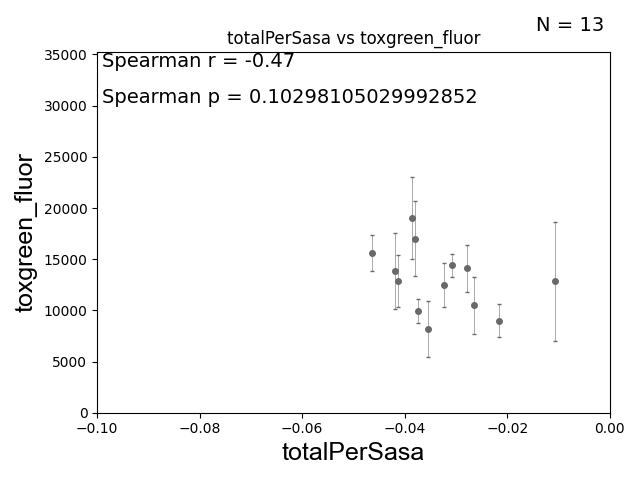 N = 13
totalPerSasa vs toxgreen_fluor
Spearman r = -0.47
Spearman p = 0.10298105029992852
toxgreen_fluor
35000
30000
25000
20000
15000
10000
5000
0
−0.10
−0.08
−0.06
−0.04
−0.02
0.00
totalPerSasa